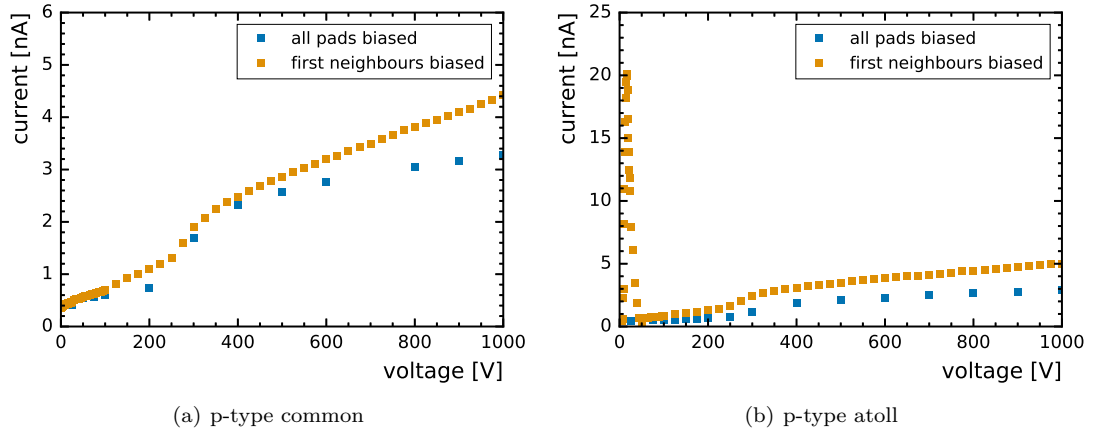 6
5
4
3
2
1
0
current [nA]
all pads biased
first neighbours biased
0 200 400 600 800 1000
voltage [V]
(a) p-type common
25
20
15
10
5
0
current [nA]
all pads biased
first neighbours biased
0 200 400 600 800 1000
voltage [V]
(b) p-type atoll